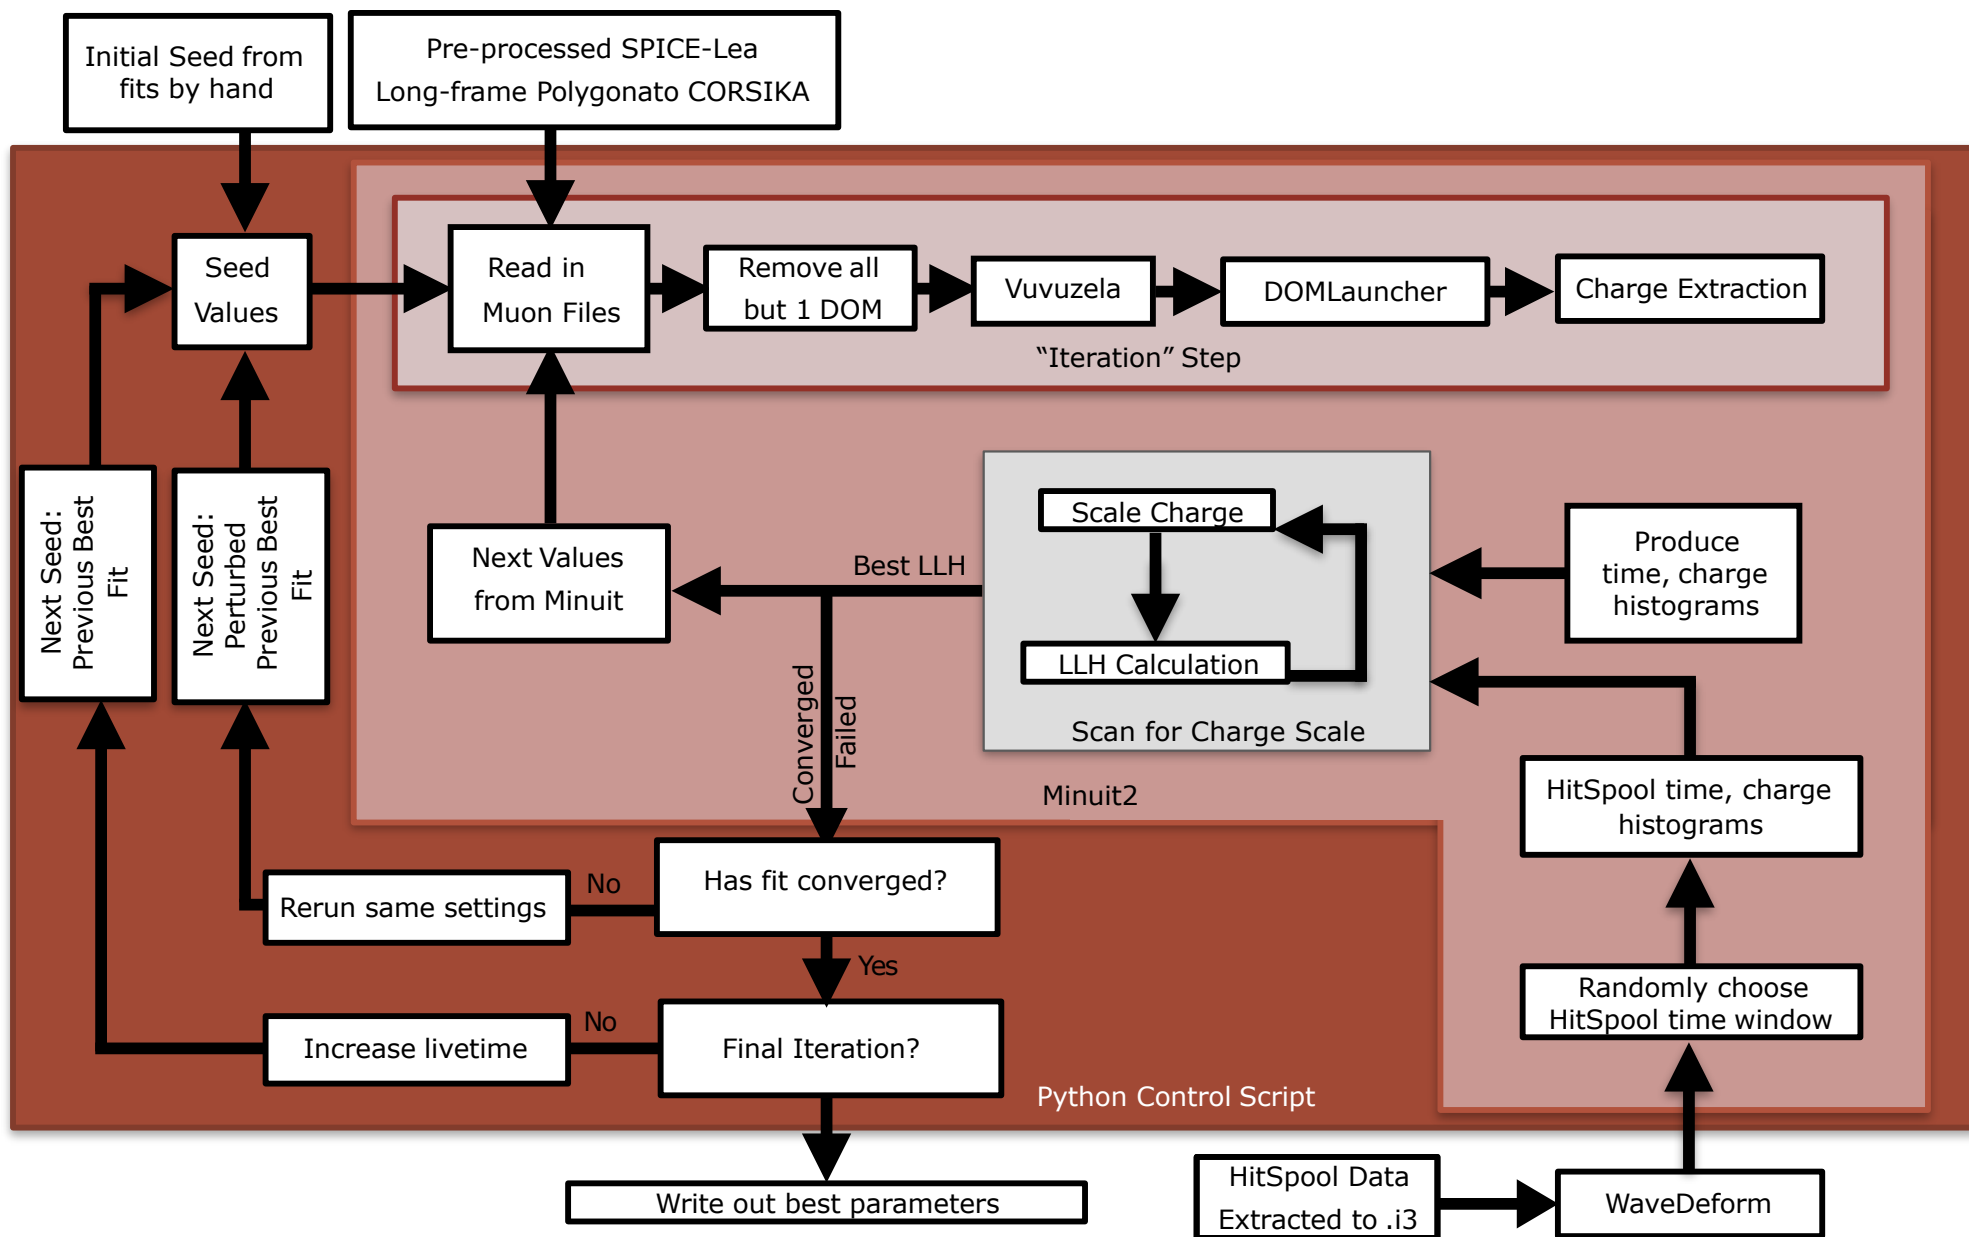 Initial Seed from
fits by hand
Pre-processed SPICE-Lea
Long-frame Polygonato CORSIKA
Seed
Values
Read in
Muon Files
Remove all
but 1 DOM
Vuvuzela
DOMLauncher
Charge Extraction
“Iteration” Step
Next Seed:
Previous Best
Fit
Next Seed:
Perturbed
Previous Best
Fit
Next Values
from Minuit
Best LLH
Scale Charge
LLH Calculation
Scan for Charge Scale
Produce
time, charge
histograms
Converged
Failed
Minuit2
HitSpool time, charge
histograms
Has fit converged?
No
Rerun same settings
Yes
Randomly choose
HitSpool time window
Final Iteration?
No
Increase livetime
Python Control Script
Write out best parameters
HitSpool Data
Extracted to .i3
WaveDeform